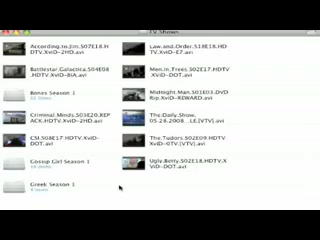 TV Shows
According.to.Jim.S07E18.H
DTV.XviD-2HD.avi
Law.and.Order.S18E18.HD
TV.XviD-E7.avi
Battlestar.Galactica.S04E08
.HDTV.XviD-BIA.avi
Men.in.Trees.S02E17.HDT
V.XviD-DOT.avi
Bones Season 1
22 items
Midnight.Man.S01E03.DVD
Rip.XviD-REWARD.avi
Criminal.Minds.S03E20.REP
ACK.HDTV.XviD-2HD.avi
The.Daily.Show.
05.28.2008...LE.[VTV].avi
CSI.S08E17.HDTV.XviD-
DOT.avi
The.Tudors.S02E09.HDTV
.XviD-0TV.[VTV].avi
Gossip Girl Season 1
Ugly.Betty.S02E18.HDTV.X
viD-DOT.avi
Greek Season 1